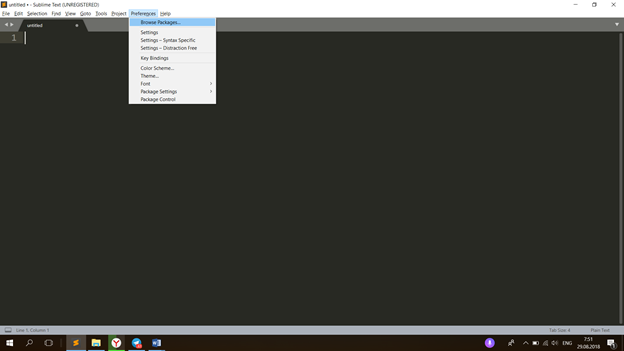 untitled • - Sublime Text (UNREGISTERED)
File Edit Selection Find View Goto Tools Project Preferences Help
untitled
1
Browse Packages...
Settings
Settings – Syntax Specific
Settings – Distraction Free
Key Bindings
Color Scheme...
Theme...
Font
Package Settings
Package Control
Line 1, Column 1
Tab Size: 4
Plain Text
ENG
7:51
29.08.2018